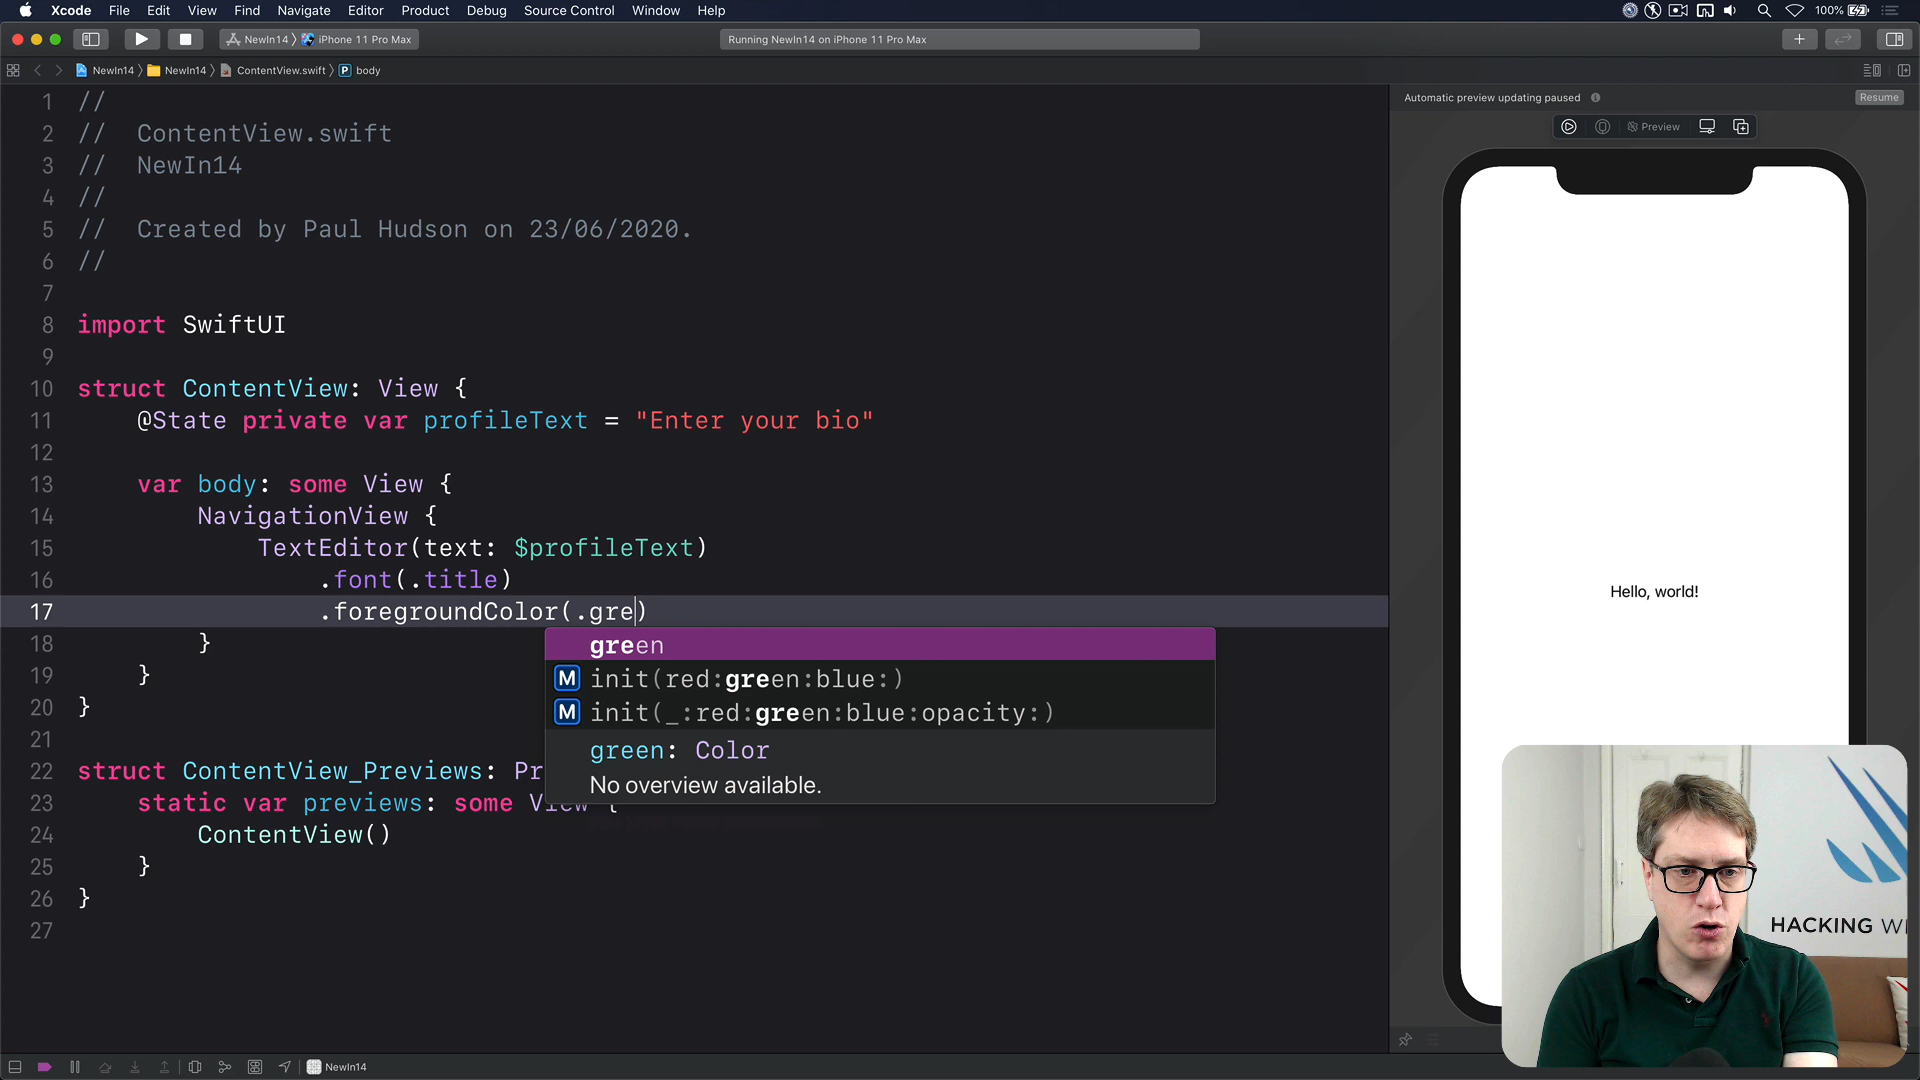 Xcode File Edit View Find Navigate Editor Product Debug Source Control Window Help 100%
NewIn14 iPhone 11 Pro Max Running NewIn14 on iPhone 11 Pro Max
NewIn14 NewIn14 ContentView.swift P body
Automatic preview updating paused Resume
Preview
1 //
2 //  ContentView.swift
3 //  NewIn14
4 //
5 //  Created by Paul Hudson on 23/06/2020.
6 //
7
8 import SwiftUI
9
10 struct ContentView: View {
11     @State private var profileText = "Enter your bio"
12
13     var body: some View {
14         NavigationView {
15             TextEditor(text: $profileText)
16                 .font(.title)
17                 .foregroundColor(.gre)
18         }
19     }
20 }
21
22 struct ContentView_Previews: Pr
23     static var previews: some View {
24         ContentView()
25     }
26 }
27
green
M init(red:green:blue:)
M init(_:red:green:blue:opacity:)
green: Color
No overview available.
Hello, world!
HACKING WI
NewIn14